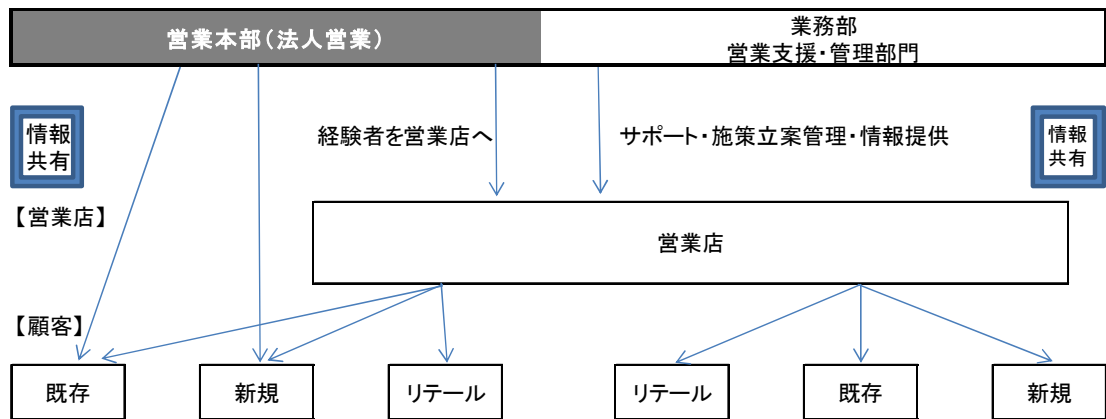 営業本部（法人営業）
業務部
営業支援・管理部門
情報
共有
経験者を営業店へ
サポート・施策立案管理・情報提供
情報
共有
【営業店】
営業店
【顧客】
既存
新規
リテール
リテール
既存
新規